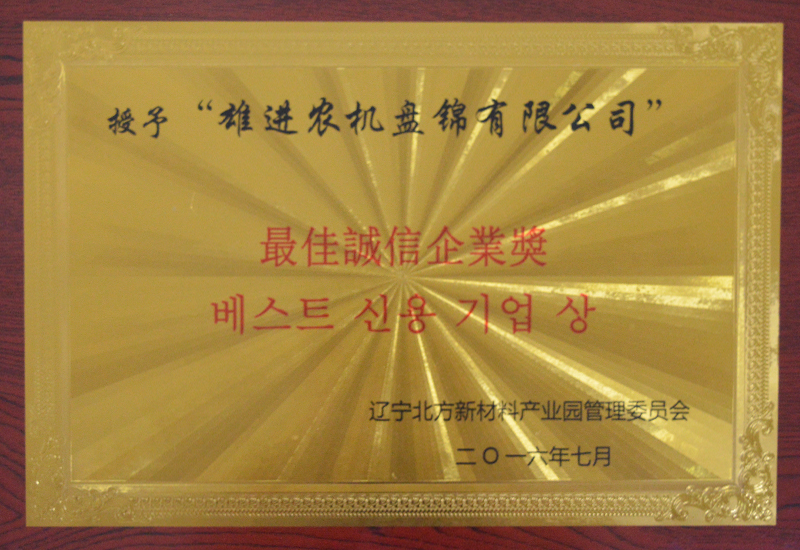 授予“雄进农机盘锦有限公司”
最佳誠信企業獎
베스트 신용 기업 상
辽宁北方新材料产业园管理委员会
二〇一六年七月